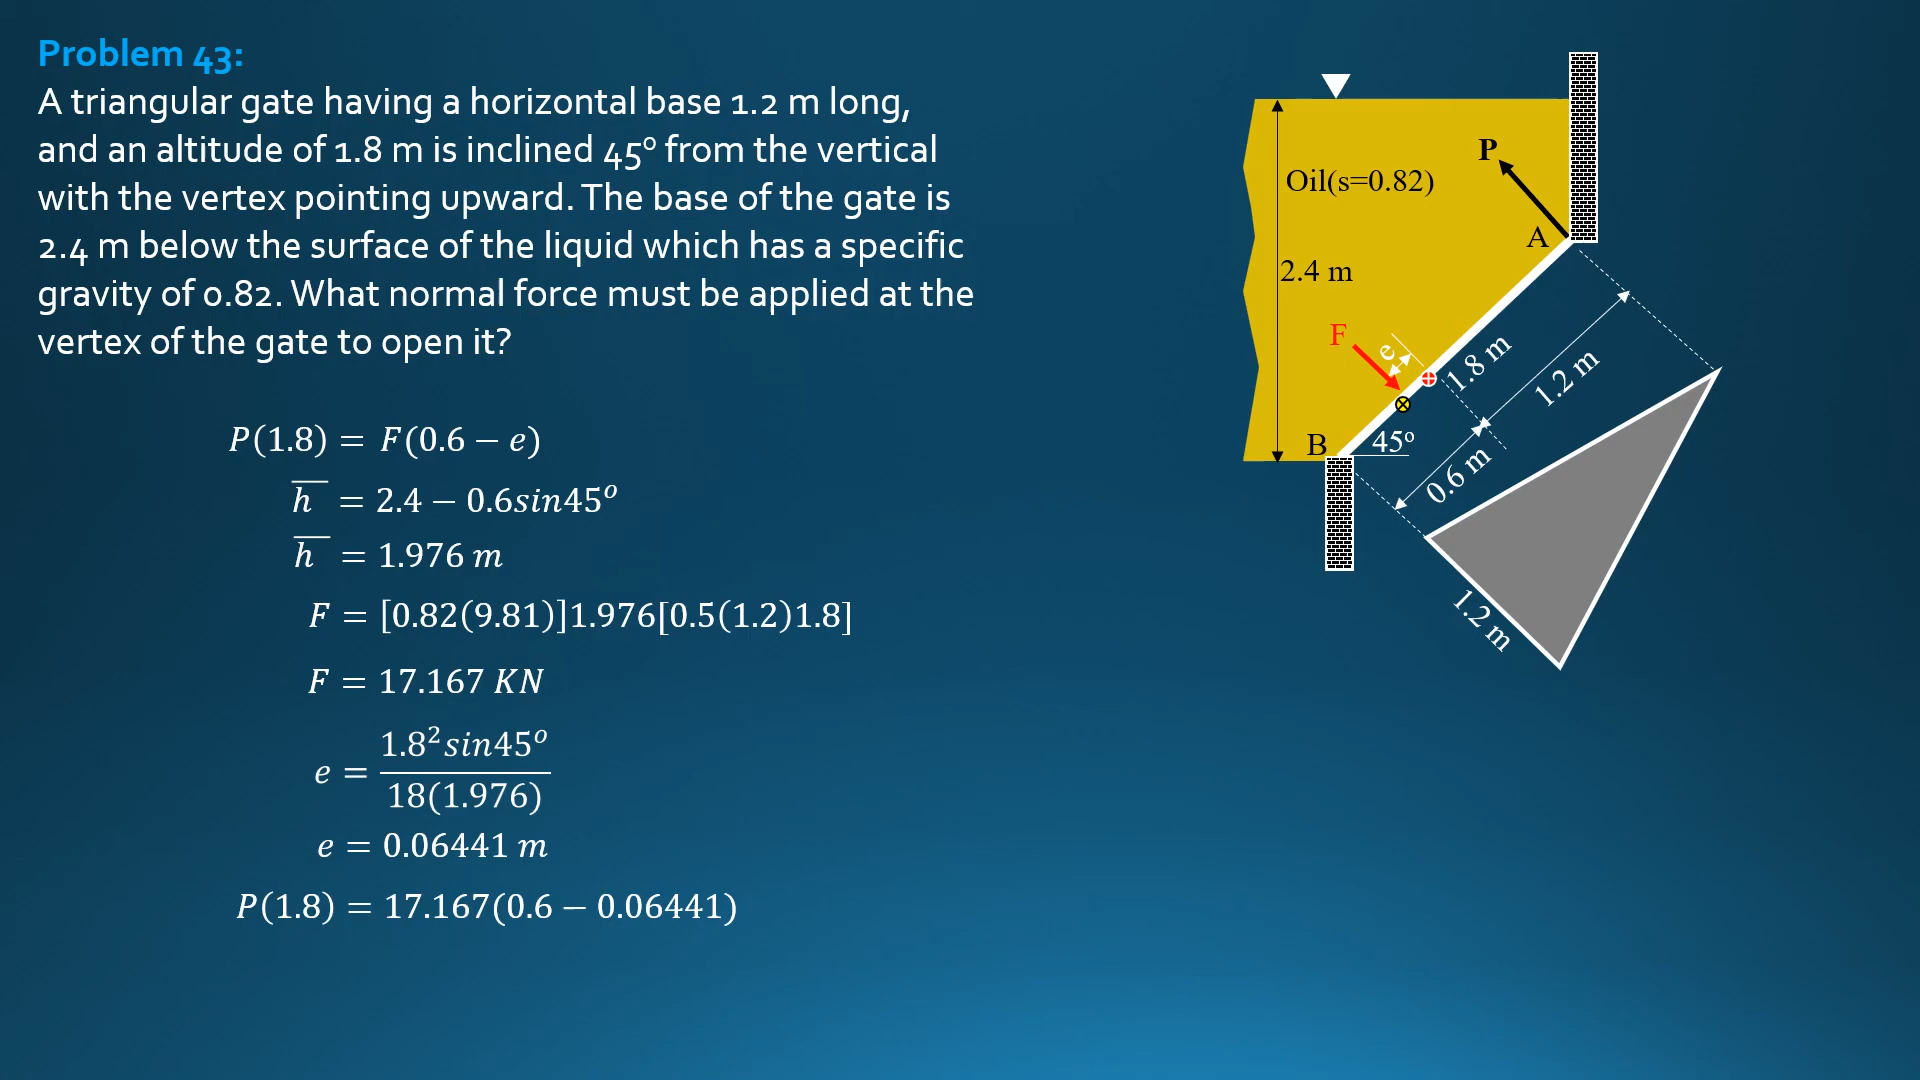 Problem 43:
A triangular gate having a horizontal base 1.2 m long,
and an altitude of 1.8 m is inclined 45º from the vertical
with the vertex pointing upward. The base of the gate is
2.4 m below the surface of the liquid which has a specific
gravity of 0.82. What normal force must be applied at the
vertex of the gate to open it?
P(1.8) = F(0.6 − e)
h̅ = 2.4 − 0.6sin45º
h̅ = 1.976 m
F = [0.82(9.81)]1.976[0.5(1.2)1.8]
F = 17.167 KN
e = 1.8²sin45º / 18(1.976)
e = 0.06441 m
P(1.8) = 17.167(0.6 − 0.06441)
P
Oil(s=0.82)
A
2.4 m
F
e
1.8 m
1.2 m
B
45º
0.6 m
1.2 m